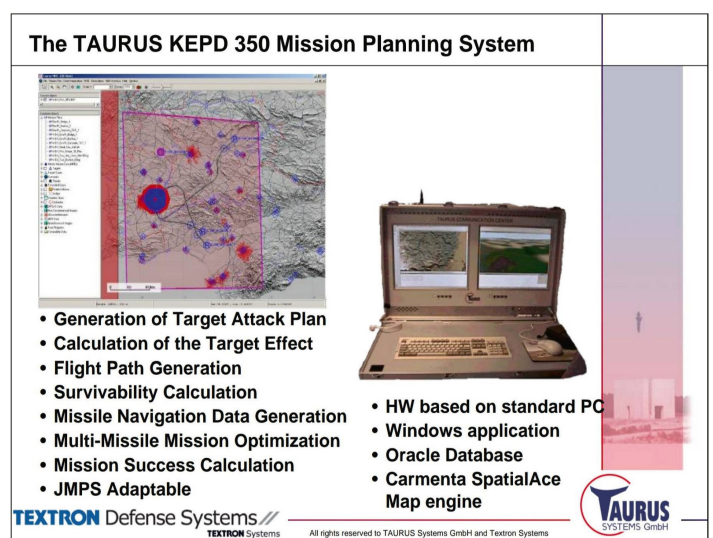 The TAURUS KEPD 350 Mission Planning System
TAURUS
• Generation of Target Attack Plan
• Calculation of the Target Effect
• Flight Path Generation
• Survivability Calculation
• Missile Navigation Data Generation
• Multi-Missile Mission Optimization
• Mission Success Calculation
• JMPS Adaptable
• HW based on standard PC
• Windows application
• Oracle Database
• Carmenta SpatialAce
Map engine
TEXTRON Defense Systems
TEXTRON Systems
All rights reserved to TAURUS Systems GmbH and Textron Systems
TAURUS
SYSTEMS GmbH